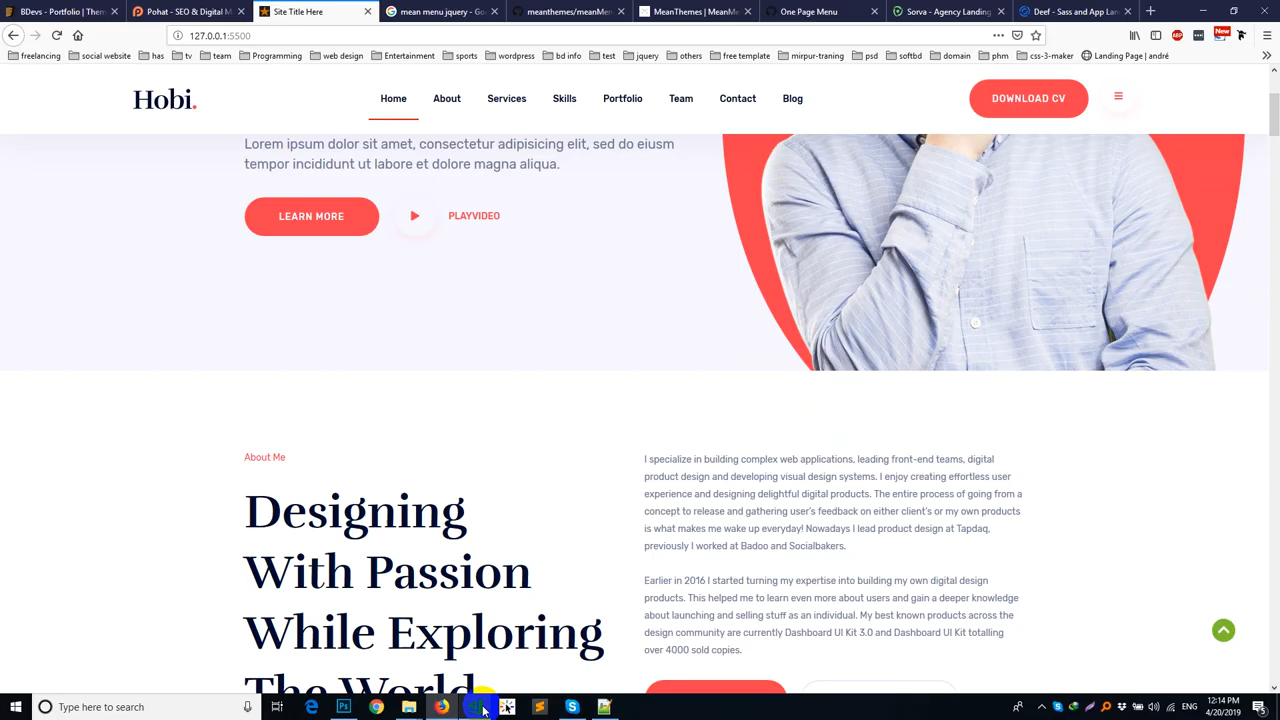 BDevs - Portfolio | Them
Pohat - SEO & Digital M
Site Title Here
mean menu jquery - Goo
meanthemes/meanMen
MeanThemes | MeanMe
One Page Menu
Sorva - Agency Landing
Deef - Sass and App Lan
127.0.0.1:5500
New
ABP
freelancing
social website
has
tv
team
Programming
web design
Entertainment
sports
wordpress
bd info
test
jquery
others
free template
mirpur-traning
psd
softbd
domain
phm
css-3-maker
Landing Page | andré
Hobi.
Home
About
Services
Skills
Portfolio
Team
Contact
Blog
DOWNLOAD CV
Lorem ipsum dolor sit amet, consectetur adipisicing elit, sed do eiusm
tempor incididunt ut labore et dolore magna aliqua.
LEARN MORE
PLAYVIDEO
About Me
Designing
With Passion
While Exploring
The World
I specialize in building complex web applications, leading front-end teams, digital
product design and developing visual design systems. I enjoy creating effortless user
experience and designing delightful digital products. The entire process of going from a
concept to release and gathering user's feedback on either client's or my own products
is what makes me wake up everyday! Nowadays I lead product design at Tapdaq,
previously I worked at Badoo and Socialbakers.
Earlier in 2016 I started turning my expertise into building my own digital design
products. This helped me to learn even more about users and gain a deeper knowledge
about launching and selling stuff as an individual. My best known products across the
design community are currently Dashboard UI Kit 3.0 and Dashboard UI Kit totalling
over 4000 sold copies.
Type here to search
12:14 PM
4/20/2019